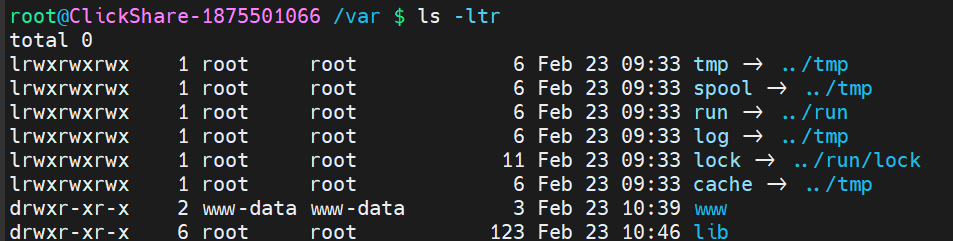 root@ClickShare-1875501066 /var $ ls -ltr
total 0
lrwxrwxrwx    1 root     root             6 Feb 23 09:33 tmp -> ../tmp
lrwxrwxrwx    1 root     root             6 Feb 23 09:33 spool -> ../tmp
lrwxrwxrwx    1 root     root             6 Feb 23 09:33 run -> ../run
lrwxrwxrwx    1 root     root             6 Feb 23 09:33 log -> ../tmp
lrwxrwxrwx    1 root     root            11 Feb 23 09:33 lock -> ../run/lock
lrwxrwxrwx    1 root     root             6 Feb 23 09:33 cache -> ../tmp
drwxr-xr-x    2 www-data www-data         3 Feb 23 10:39 www
drwxr-xr-x    6 root     root           123 Feb 23 10:46 lib